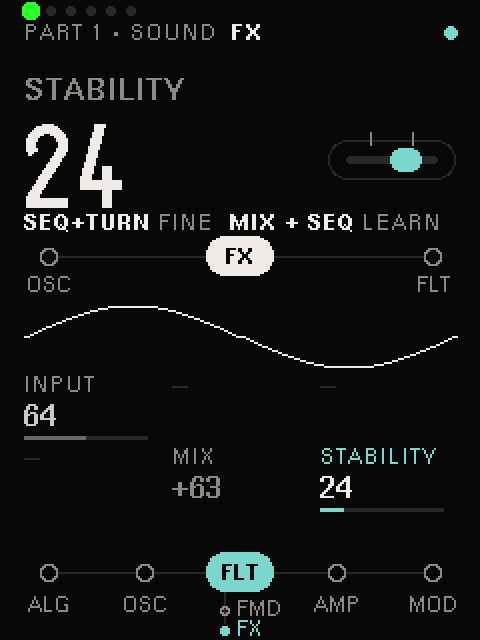 PART 1 · SOUND FX
STABILITY
24
SEQ+TURN FINE MIX + SEQ LEARN
FX
OSC FLT
INPUT
64
MIX STABILITY
+63 24
FLT
ALG OSC AMP MOD
FMD
FX